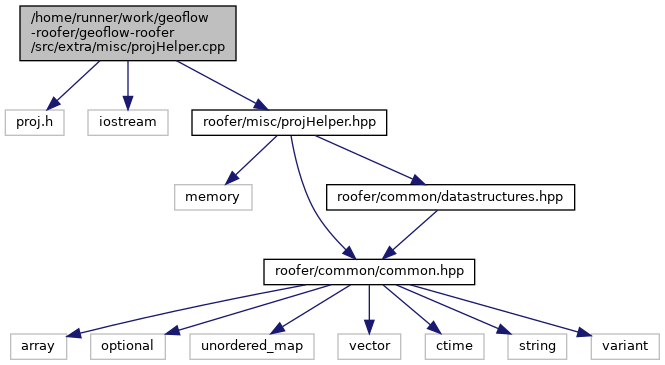 /home/runner/work/geoflow
-roofer/geoflow-roofer
/src/extra/misc/projHelper.cpp
proj.h
iostream
roofer/misc/projHelper.hpp
memory
roofer/common/datastructures.hpp
roofer/common/common.hpp
array
optional
unordered_map
vector
ctime
string
variant